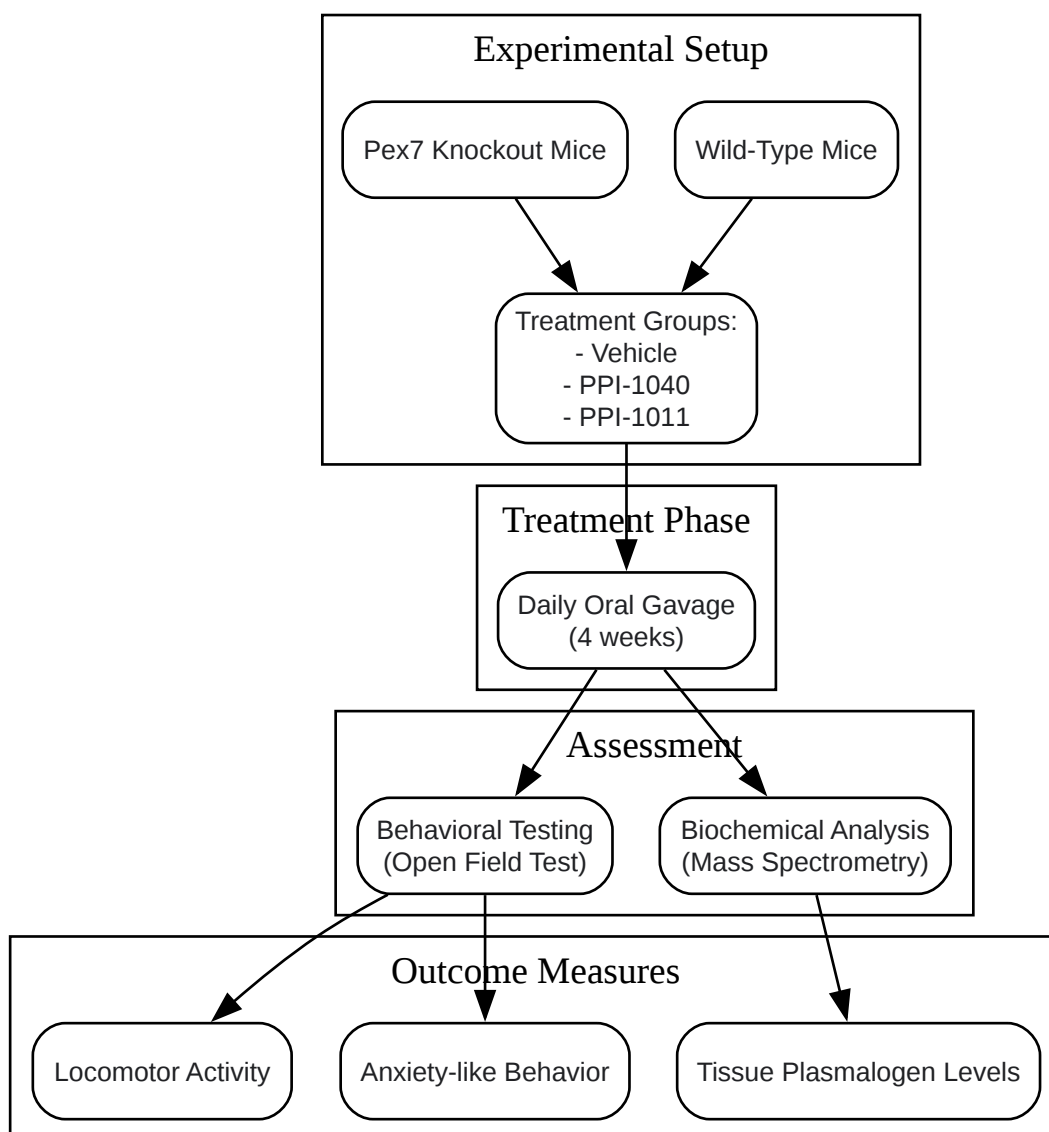 Experimental Setup
Pex7 Knockout Mice
Wild-Type Mice
Treatment Groups:
- Vehicle
- PPI-1040
- PPI-1011
Treatment Phase
Daily Oral Gavage
(4 weeks)
Assessment
Behavioral Testing
(Open Field Test)
Biochemical Analysis
(Mass Spectrometry)
Outcome Measures
Locomotor Activity
Anxiety-like Behavior
Tissue Plasmalogen Levels